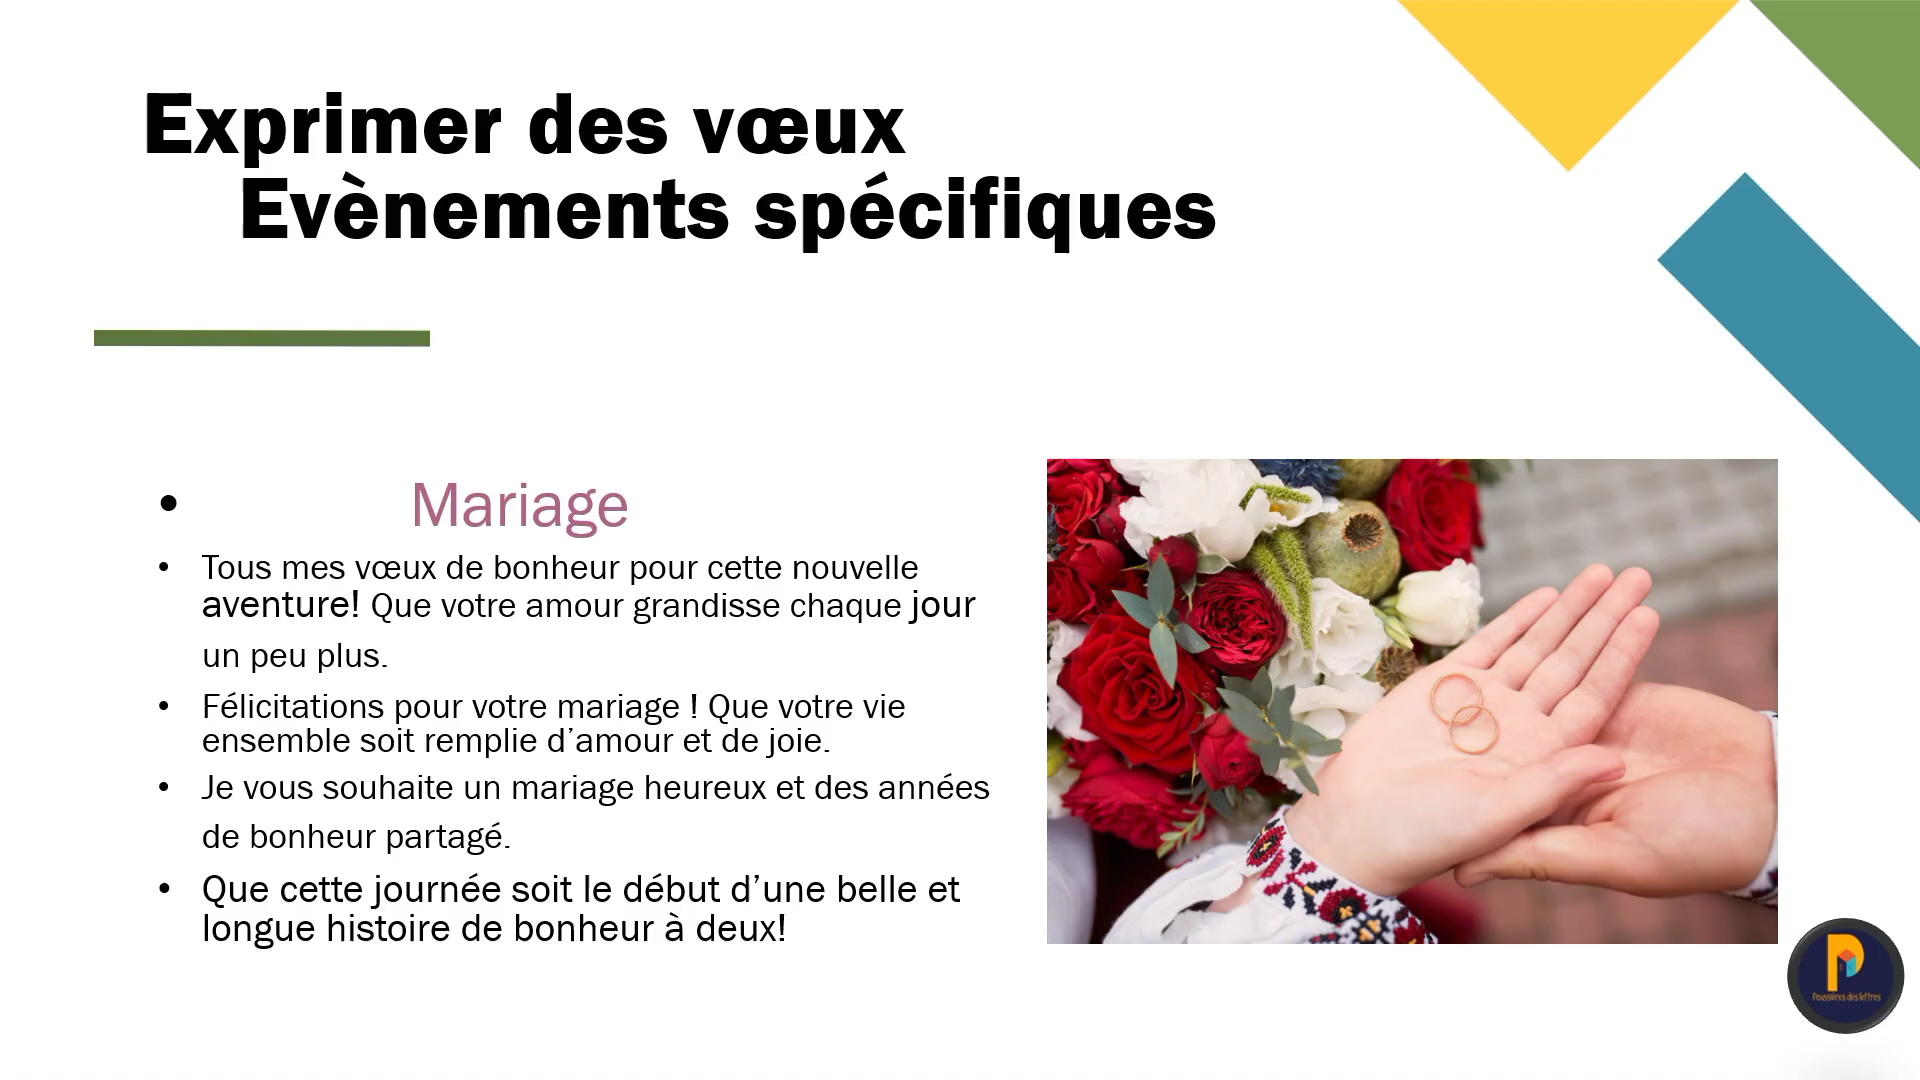 Exprimer des vœux
Evènements spécifiques
• Mariage
• Tous mes vœux de bonheur pour cette nouvelle
aventure! Que votre amour grandisse chaque jour
un peu plus.
• Félicitations pour votre mariage ! Que votre vie
ensemble soit remplie d’amour et de joie.
• Je vous souhaite un mariage heureux et des années
de bonheur partagé.
• Que cette journée soit le début d’une belle et
longue histoire de bonheur à deux!
P
Poussières des lettres